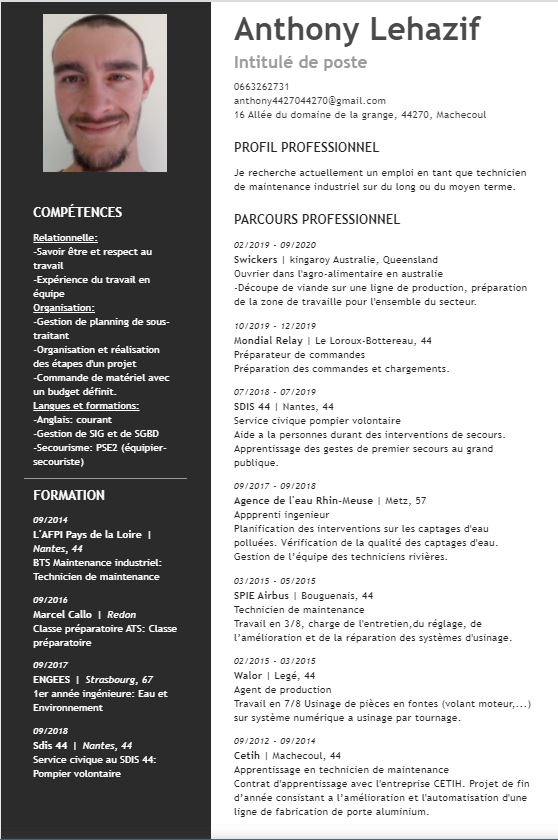 Anthony Lehazif
Intitulé de poste
0663262731
anthony4427044270@gmail.com
16 Allée du domaine de la grange, 44270, Machecoul
PROFIL PROFESSIONNEL
Je recherche actuellement un emploi en tant que technicien
de maintenance industriel sur du long ou du moyen terme.
PARCOURS PROFESSIONNEL
02/2019 - 09/2020
Swickers | kingaroy Australie, Queensland
Ouvrier dans l'agro-alimentaire en australie
-Découpe de viande sur une ligne de production, préparation
de la zone de travaille pour l'ensemble du secteur.
10/2019 - 12/2019
Mondial Relay | Le Loroux-Bottereau, 44
Préparateur de commandes
Préparation des commandes et chargements.
07/2018 - 07/2019
SDIS 44 | Nantes, 44
Service civique pompier volontaire
Aide a la personnes durant des interventions de secours.
Apprentissage des gestes de premier secours au grand
publique.
09/2017 - 09/2018
Agence de l'eau Rhin-Meuse | Metz, 57
Appprenti ingenieur
Planification des interventions sur les captages d'eau
polluées. Vérification de la qualité des captages d'eau.
Gestion de l'équipe des techniciens rivières.
03/2015 - 05/2015
SPIE Airbus | Bouguenais, 44
Technicien de maintenance
Travail en 3/8, charge de l'entretien,du réglage, de
l'amélioration et de la réparation des systèmes d'usinage.
02/2015 - 03/2015
Walor | Legé, 44
Agent de production
Travail en 7/8 Usinage de pièces en fontes (volant moteur,...)
sur système numérique a usinage par tournage.
09/2012 - 09/2014
Cetih | Machecoul, 44
Apprentissage en technicien de maintenance
Contrat d'apprentissage avec l'entreprise CETIH. Projet de fin
d'année consistant a l'amélioration et l'automatisation d'une
ligne de fabrication de porte aluminium.
COMPÉTENCES
Relationnelle:
-Savoir être et respect au
travail
-Expérience du travail en
équipe
Organisation:
-Gestion de planning de sous-
traitant
-Organisation et réalisation
des étapes d'un projet
-Commande de matériel avec
un budget définit.
Langues et formations:
-Anglais: courant
-Gestion de SIG et de SGBD
-Secourisme: PSE2 (équipier-
secouriste)
FORMATION
09/2014
L'AFPI Pays de la Loire |
Nantes, 44
BTS Maintenance industriel:
Technicien de maintenance
09/2016
Marcel Callo | Redon
Classe préparatoire ATS: Classe
préparatoire
09/2017
ENGEES | Strasbourg, 67
1er année ingénieure: Eau et
Environnement
09/2018
Sdis 44 | Nantes, 44
Service civique au SDIS 44:
Pompier volontaire